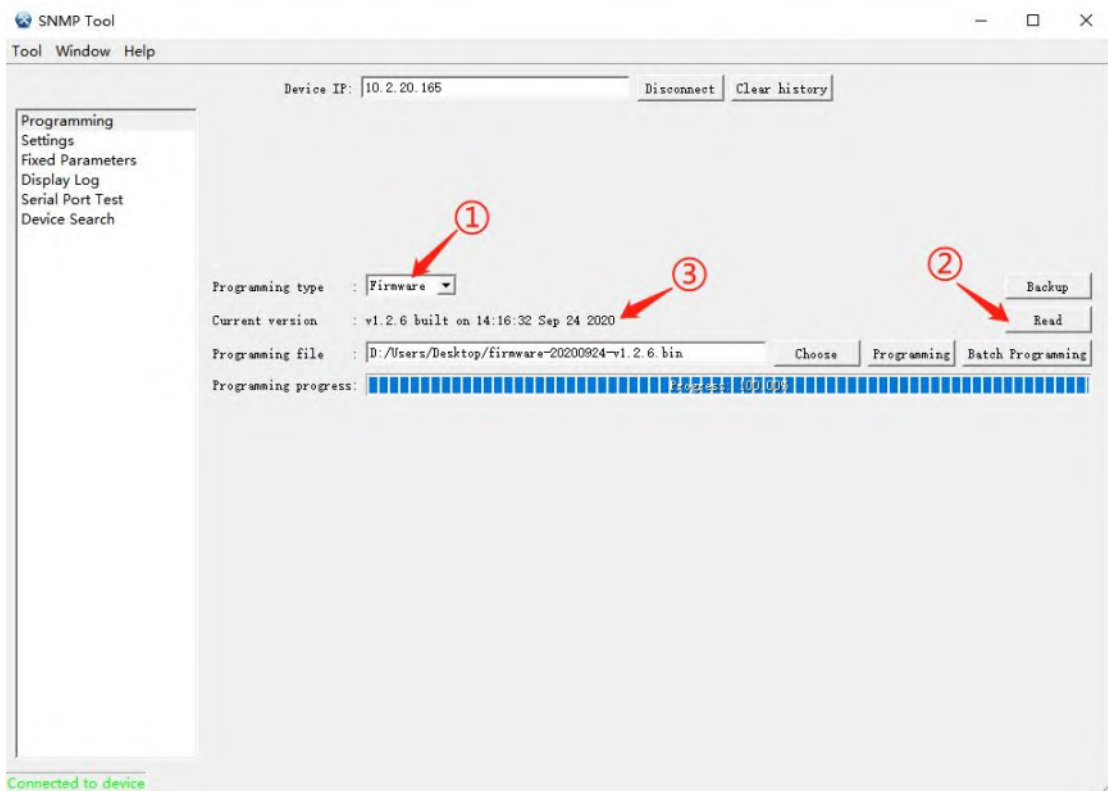 SNMP Tool
Tool Window Help
Device IP: 10.2.20.165 Disconnect Clear history
Programming
Settings
Fixed Parameters
Display Log
Serial Port Test
Device Search
①
②
③
Programming type : Firmware Backup
Current version : v1.2.6 built on 14:16:32 Sep 24 2020 Read
Programming file : D:/Users/Desktop/firmware-20200924-v1.2.6.bin Choose Programming Batch Programming
Programming progress: Progress: 100.00%
Connected to device